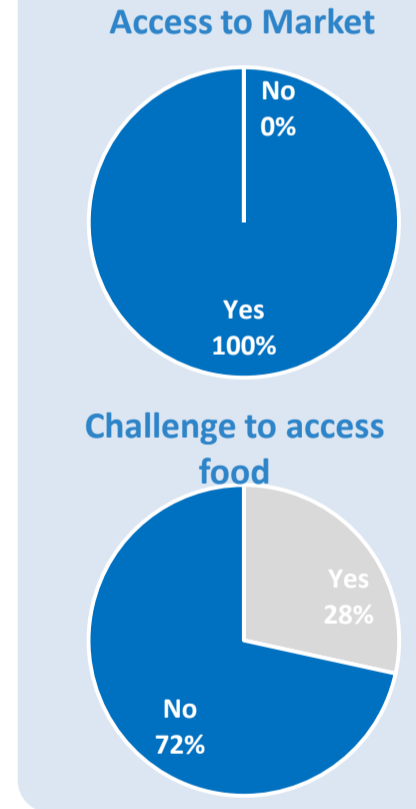 Access to Market
No
0%
Yes
100%
Challenge to access
food
Yes
28%
No
72%